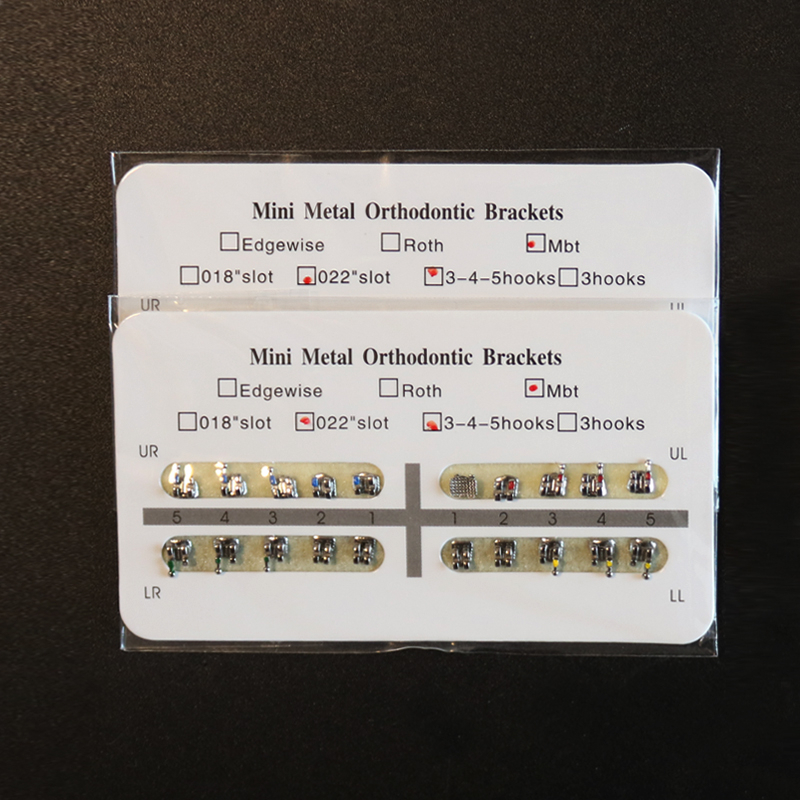 Mini Metal Orthodontic Brackets
Edgewise Roth Mbt
018"slot 022"slot 3-4-5hooks 3hooks
UR UL
Mini Metal Orthodontic Brackets
Edgewise Roth Mbt
018"slot 022"slot 3-4-5hooks 3hooks
UR UL
5 4 3 2 1 1 2 3 4 5
LR LL